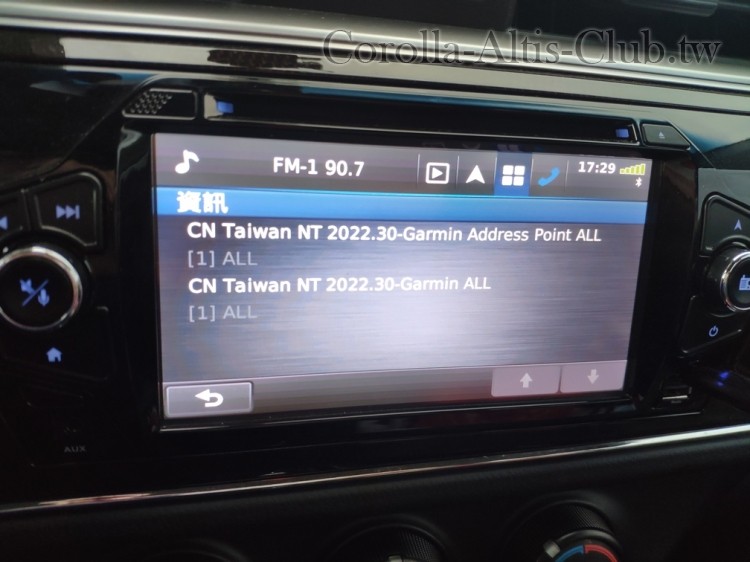 Corolla-Altis-Club.tw
FM-1 90.7
17:29
資訊
CN Taiwan NT 2022.30-Garmin Address Point ALL
[1] ALL
CN Taiwan NT 2022.30-Garmin ALL
[1] ALL
AUX